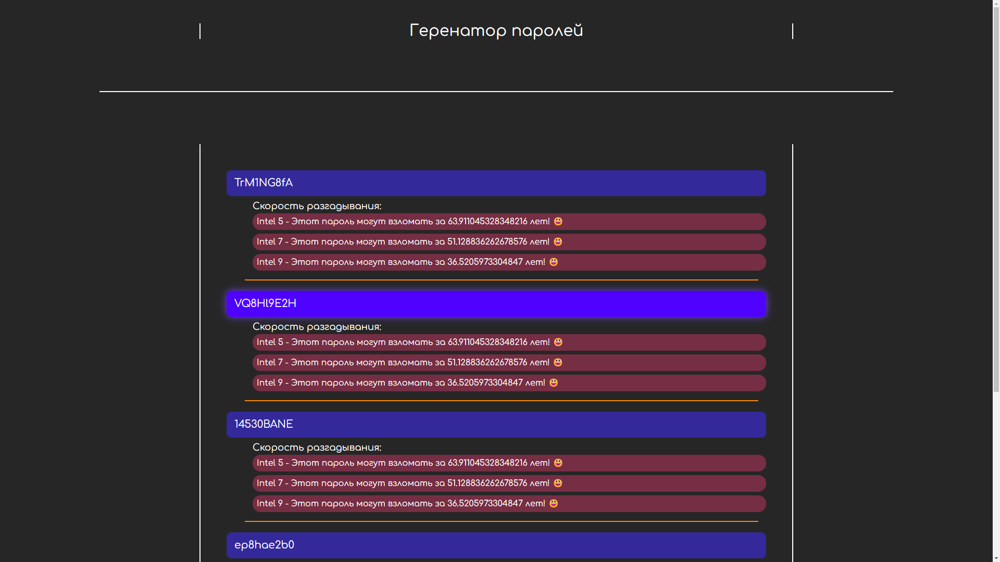 Геренатор паролей
TrM1NG8fA
Скорость разгадывания:
Intel 5 - Этот пароль могут взломать за 63.911045328348216 лет! 😀
Intel 7 - Этот пароль могут взломать за 51.128836262678576 лет! 😀
Intel 9 - Этот пароль могут взломать за 36.5205973304847 лет! 😀
VQ8Hl9E2H
Скорость разгадывания:
Intel 5 - Этот пароль могут взломать за 63.911045328348216 лет! 😀
Intel 7 - Этот пароль могут взломать за 51.128836262678576 лет! 😀
Intel 9 - Этот пароль могут взломать за 36.5205973304847 лет! 😀
14530BANE
Скорость разгадывания:
Intel 5 - Этот пароль могут взломать за 63.911045328348216 лет! 😀
Intel 7 - Этот пароль могут взломать за 51.128836262678576 лет! 😀
Intel 9 - Этот пароль могут взломать за 36.5205973304847 лет! 😀
ep8hae2b0